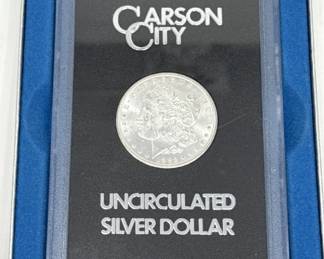 CARSON
CITY
UNCIRCULATED
SILVER DOLLAR